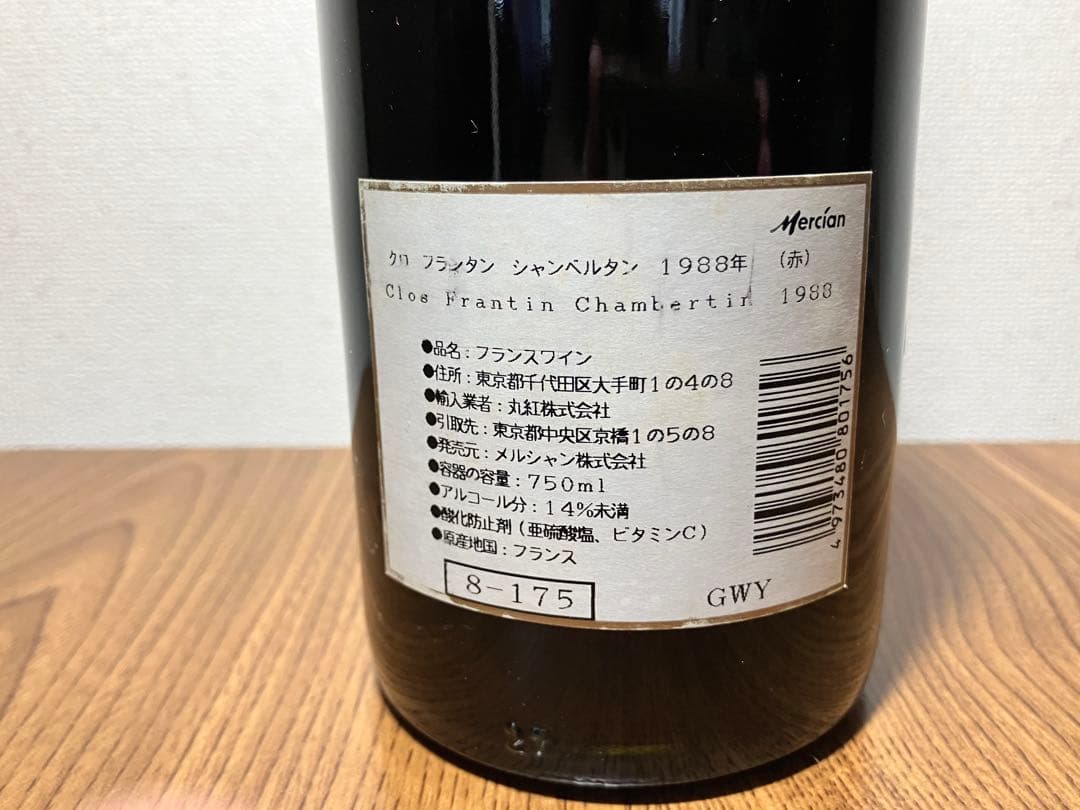 Mercian
クロ フランタン シャンベルタン 1988年 (赤)
Clos Frantin Chambertin 1988
●品名:フランスワイン
●住所:東京都千代田区大手町1の4の8
●輸入業者:丸紅株式会社
●引取先:東京都中央区京橋1の5の8
●発売元:メルシャン株式会社
●容器の容量:750ml
●アルコール分:14%未満
●酸化防止剤(亜硫酸塩、ビタミンC)
●原産地国:フランス
4973480801756
8-175
GWY
27